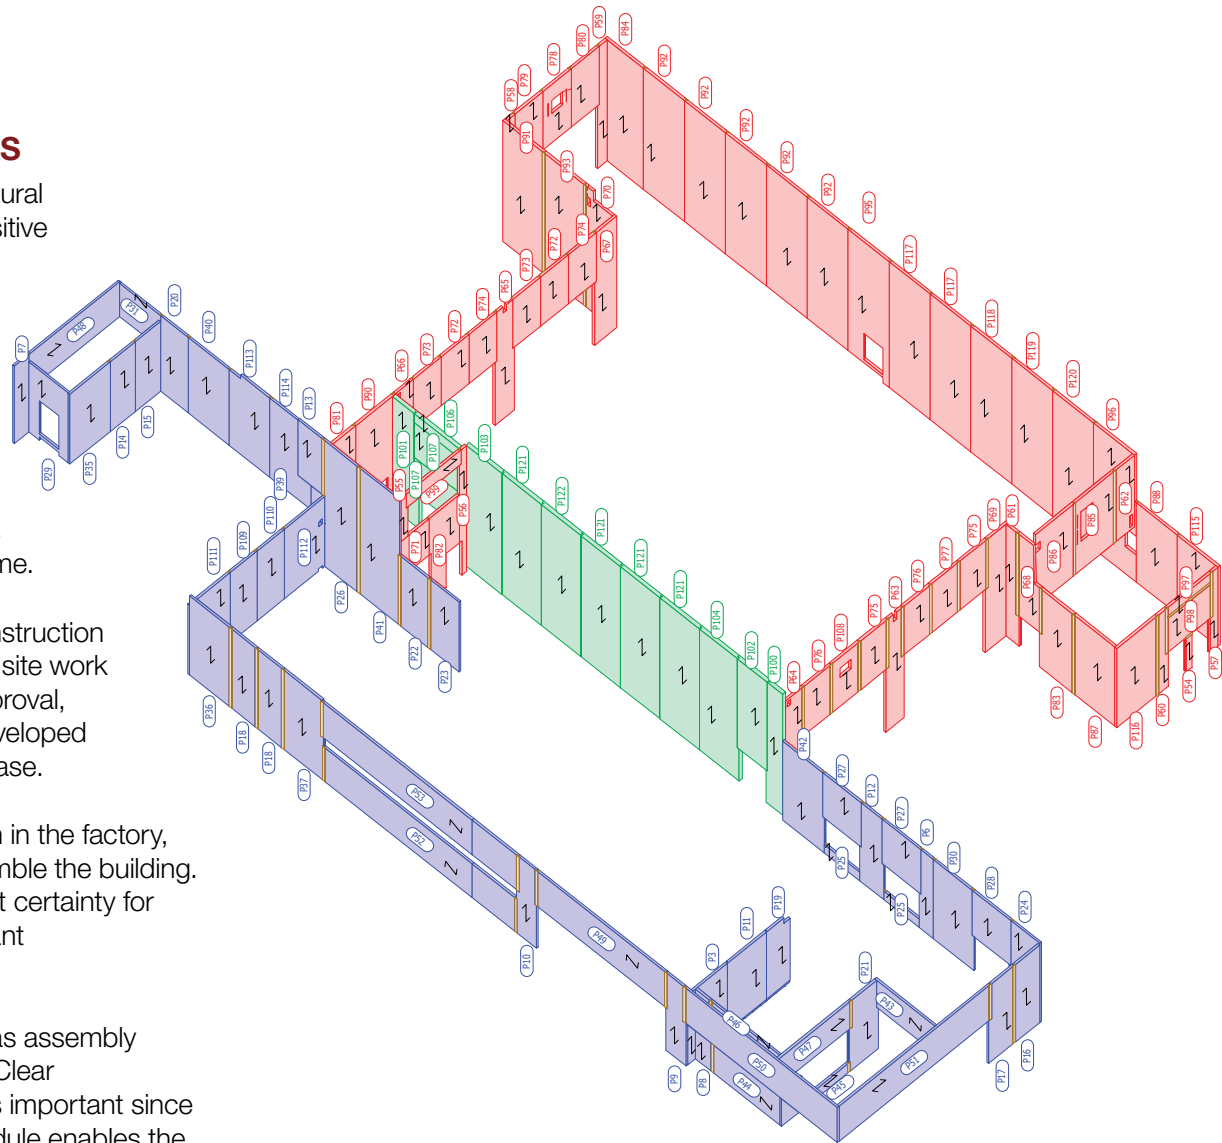 s
ural
sitive
me.
nstruction
site work
proval,
veloped
ase.
n in the factory,
mble the building.
t certainty for
ant
as assembly
Clear
s important since
dule enables the
P59
P84
P80
P78
P79
P58
P92
P92
P92
P92
P92
P95
P117
P117
P118
P119
P120
P96
P91
P93
P70
P74
P67
P72
P73
P65
P74
P72
P73
P66
P90
P81
P7
P48
P31
P20
P40
P113
P114
P13
P29
P35
P14
P15
P39
P110
P109
P111
P112
P101
P106
P107
P107
P103
P55
P99
P56
P71
P82
P121
P122
P121
P121
P121
P104
P102
P100
P26
P41
P22
P23
P36
P18
P18
P37
P53
P52
P10
P49
P64
P76
P108
P75
P63
P76
P77
P75
P69
P61
P68
P86
P85
P62
P88
P115
P97
P98
P57
P54
P60
P116
P87
P83
P42
P27
P12
P27
P6
P30
P28
P24
P25
P25
P3
P11
P19
P21
P43
P46
P47
P50
P45
P44
P51
P9
P8
P17
P16